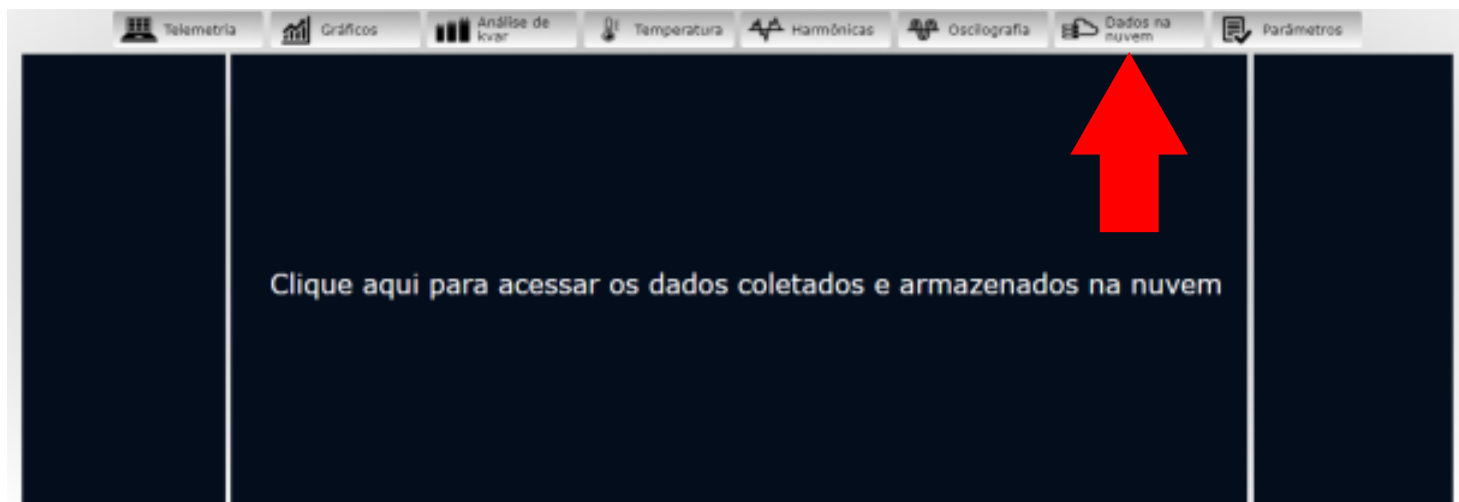 Telemetria
Gráficos
Análise de
kvar
Temperatura
Harmônicas
Oscilografia
Dados na
nuvem
Parâmetros
Clique aqui para acessar os dados coletados e armazenados na nuvem